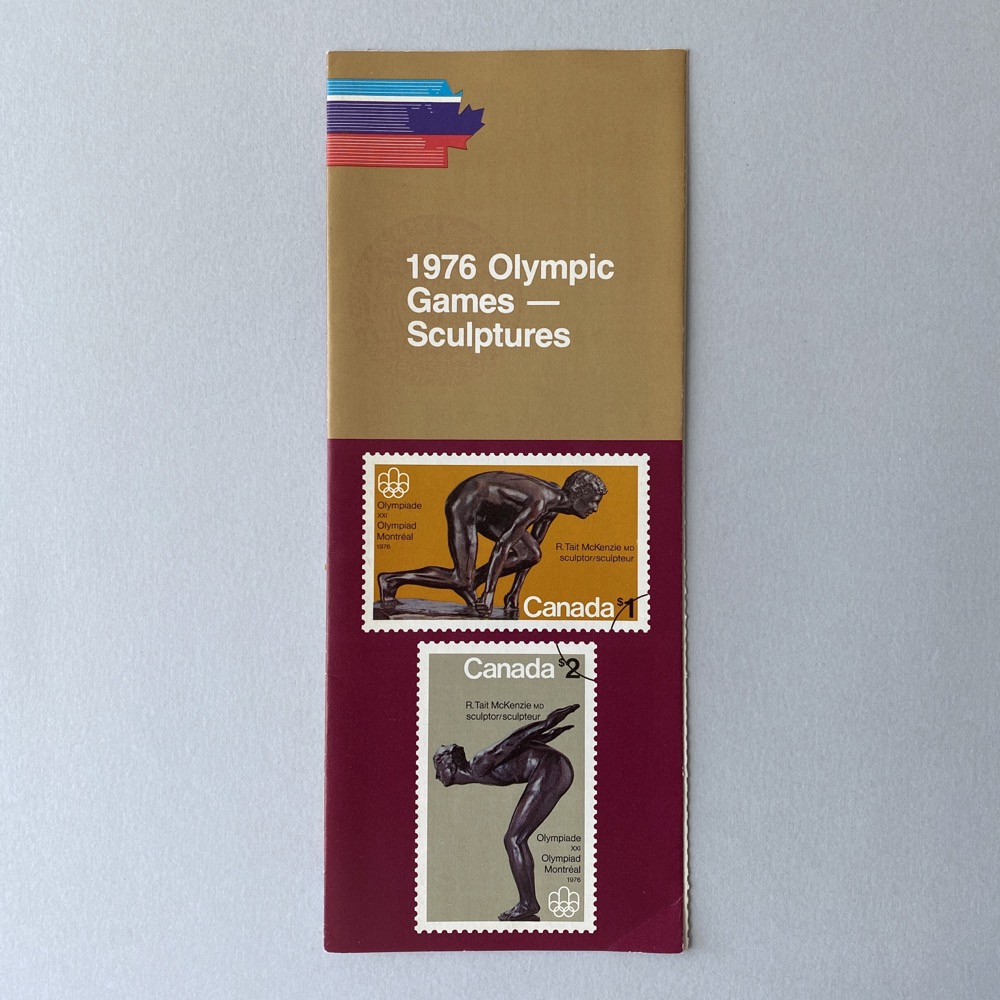 1976 Olympic
Games —
Sculptures
Olympiade
XXI
Olympiad
Montréal
1976
R. Tait McKenzie MD
sculptor/sculpteur
Canada $1
Canada $2
R. Tait McKenzie MD
sculptor/sculpteur
Olympiade
XXI
Olympiad
Montréal
1976